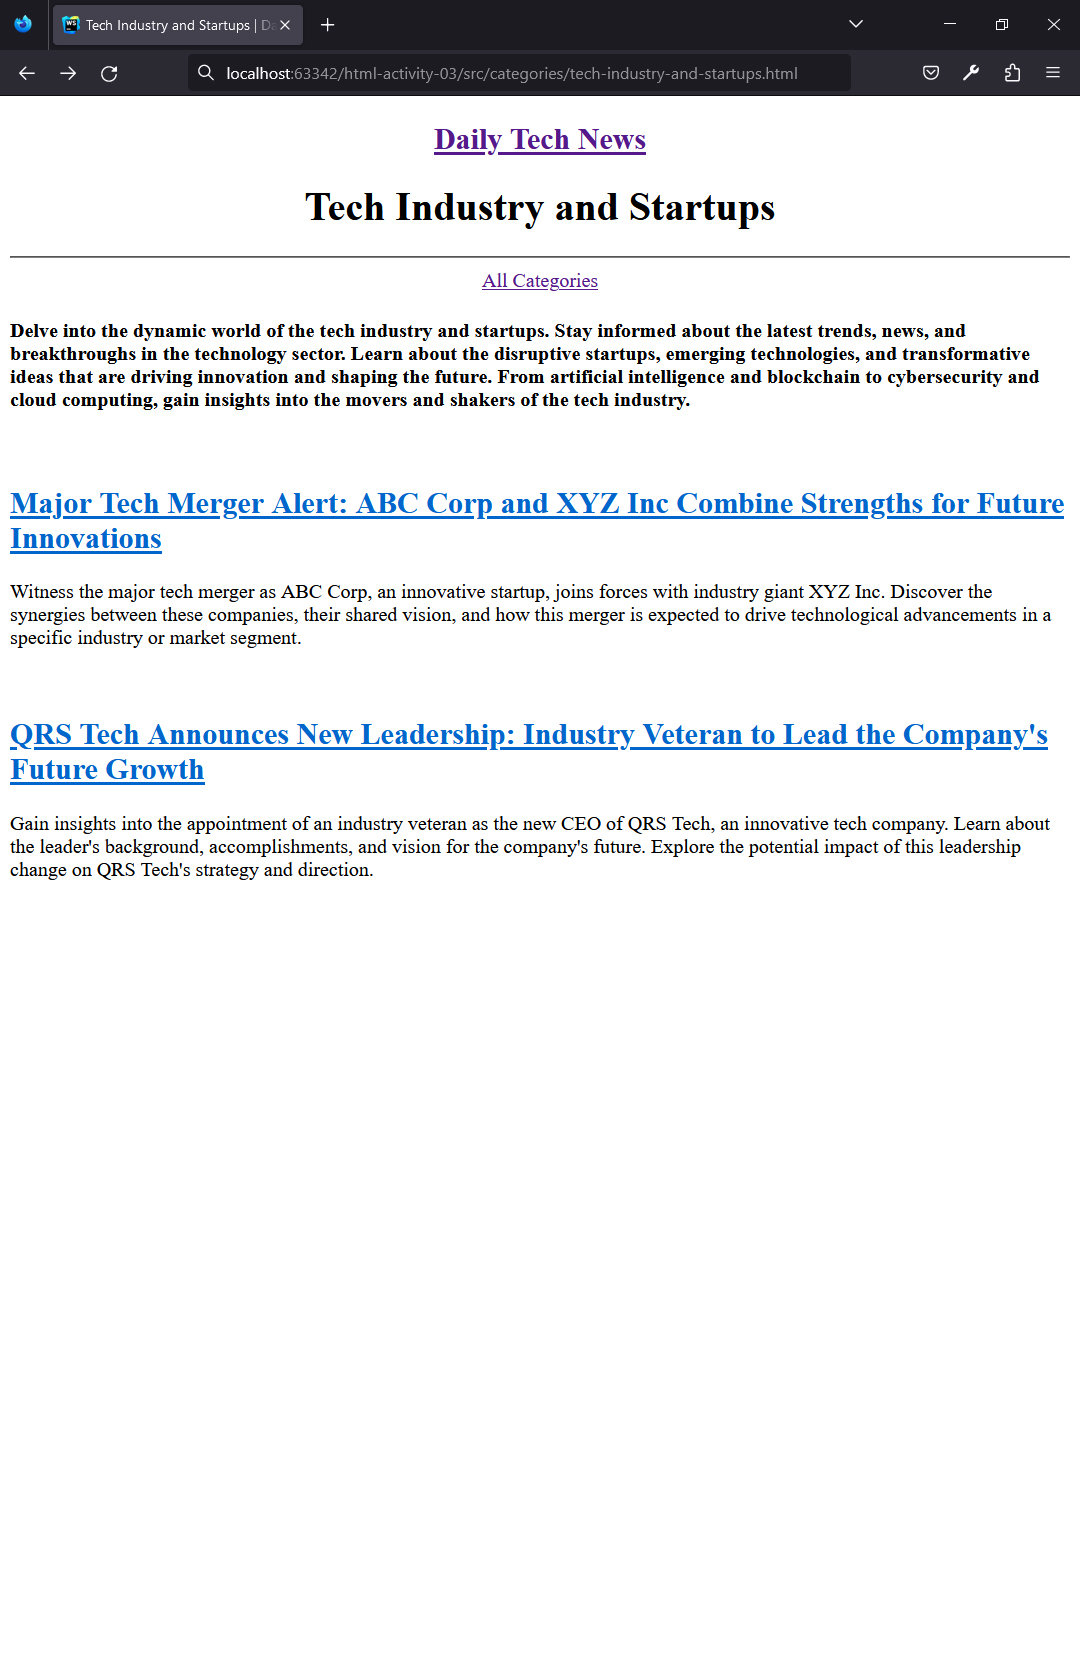 Tech Industry and Startups | Da
localhost:63342/html-activity-03/src/categories/tech-industry-and-startups.html
Daily Tech News
Tech Industry and Startups
All Categories
Delve into the dynamic world of the tech industry and startups. Stay informed about the latest trends, news, and
breakthroughs in the technology sector. Learn about the disruptive startups, emerging technologies, and transformative
ideas that are driving innovation and shaping the future. From artificial intelligence and blockchain to cybersecurity and
cloud computing, gain insights into the movers and shakers of the tech industry.
Major Tech Merger Alert: ABC Corp and XYZ Inc Combine Strengths for Future
Innovations
Witness the major tech merger as ABC Corp, an innovative startup, joins forces with industry giant XYZ Inc. Discover the
synergies between these companies, their shared vision, and how this merger is expected to drive technological advancements in a
specific industry or market segment.
QRS Tech Announces New Leadership: Industry Veteran to Lead the Company's
Future Growth
Gain insights into the appointment of an industry veteran as the new CEO of QRS Tech, an innovative tech company. Learn about
the leader's background, accomplishments, and vision for the company's future. Explore the potential impact of this leadership
change on QRS Tech's strategy and direction.